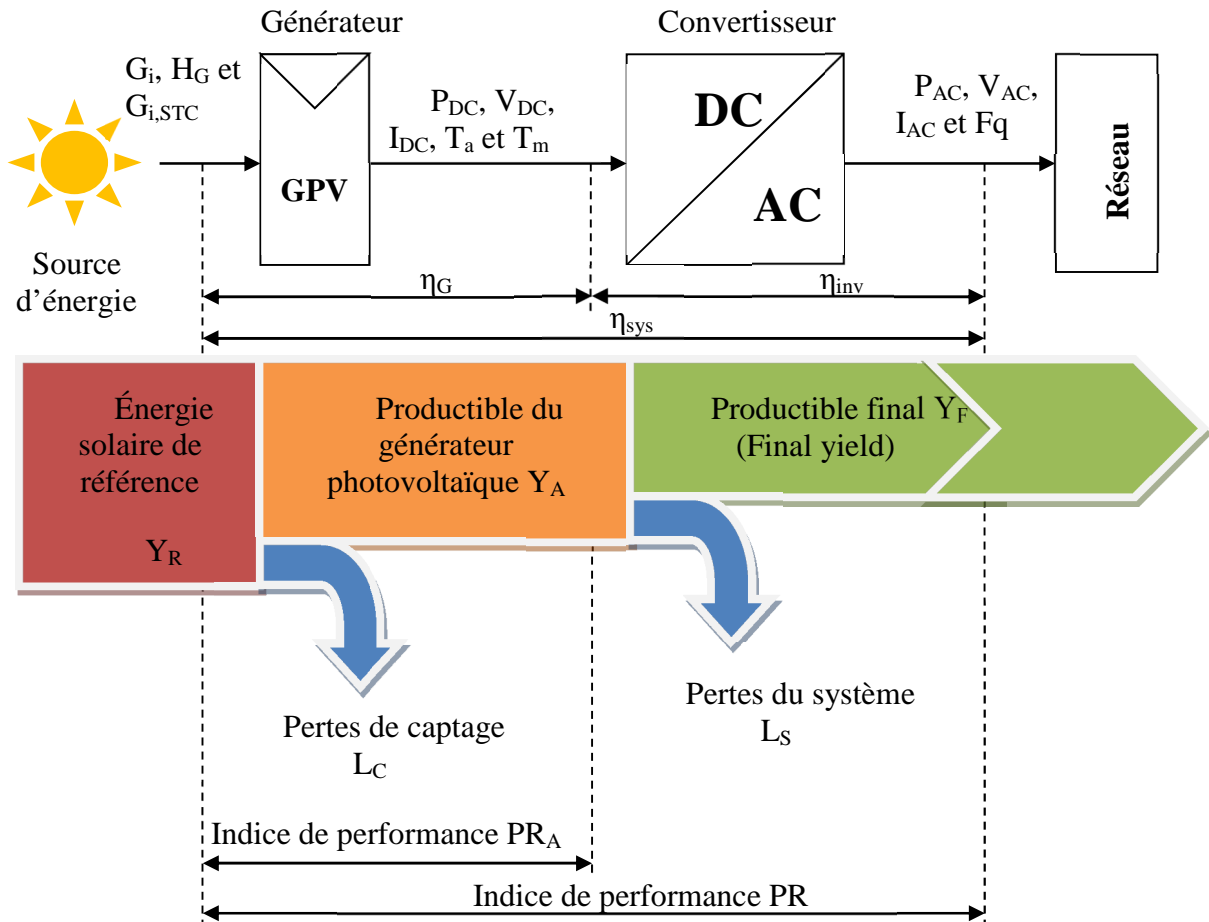 Générateur
Convertisseur
Gi, HG et
Gi,STC
PDC, VDC,
IDC, Ta et Tm
PAC, VAC,
IAC et Fq
GPV
DC
AC
Réseau
Source
d'énergie
ηG
ηinv
ηsys
Énergie
solaire de
référence
YR
Productible du
générateur
photovoltaïque YA
Productible final YF
(Final yield)
Pertes de captage
LC
Pertes du système
LS
Indice de performance PRA
Indice de performance PR